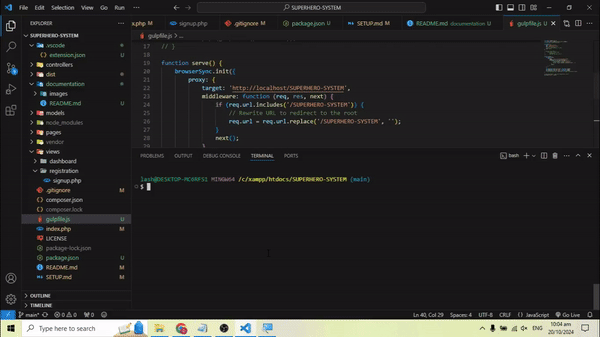 File Edit Selection View Go Run
SUPERHERO-SYSTEM
EXPLORER
SUPERHERO-SYSTEM
.vscode
extension.json
controllers
dist
documentation
images
README.md
models
node_modules
pages
vendor
views
dashboard
registration
signup.php
.gitignore
composer.json
composer.lock
gulpfile.js U
index.php M
LICENSE
package-lock.json
package.json U
README.md M
SETUP.md M
OUTLINE
TIMELINE
signup.php
.gitignore M
package.json U
SETUP.md M
README.md documentation U
gulpfile.js U
17 // }
18
19 function serve() {
20 browserSync.init({
21 proxy: {
22 target: 'http://localhost/SUPERHERO-SYSTEM',
23 middleware: function (req, res, next) {
24 if (req.url.includes('/SUPERHERO-SYSTEM')) {
25 // Rewrite URL to redirect to the root
26 req.url = req.url.replace('/SUPERHERO-SYSTEM', '');
27 }
28 next();
PROBLEMS OUTPUT DEBUG CONSOLE TERMINAL PORTS
bash
MINGW64 /c/xampp/htdocs/SUPERHERO-SYSTEM (main)
$
main* 0 0 0 Ln 40, Col 29 Spaces: 4 UTF-8 CRLF JavaScript Go Live
Type here to search
ENG
10:04 am
20/10/2024